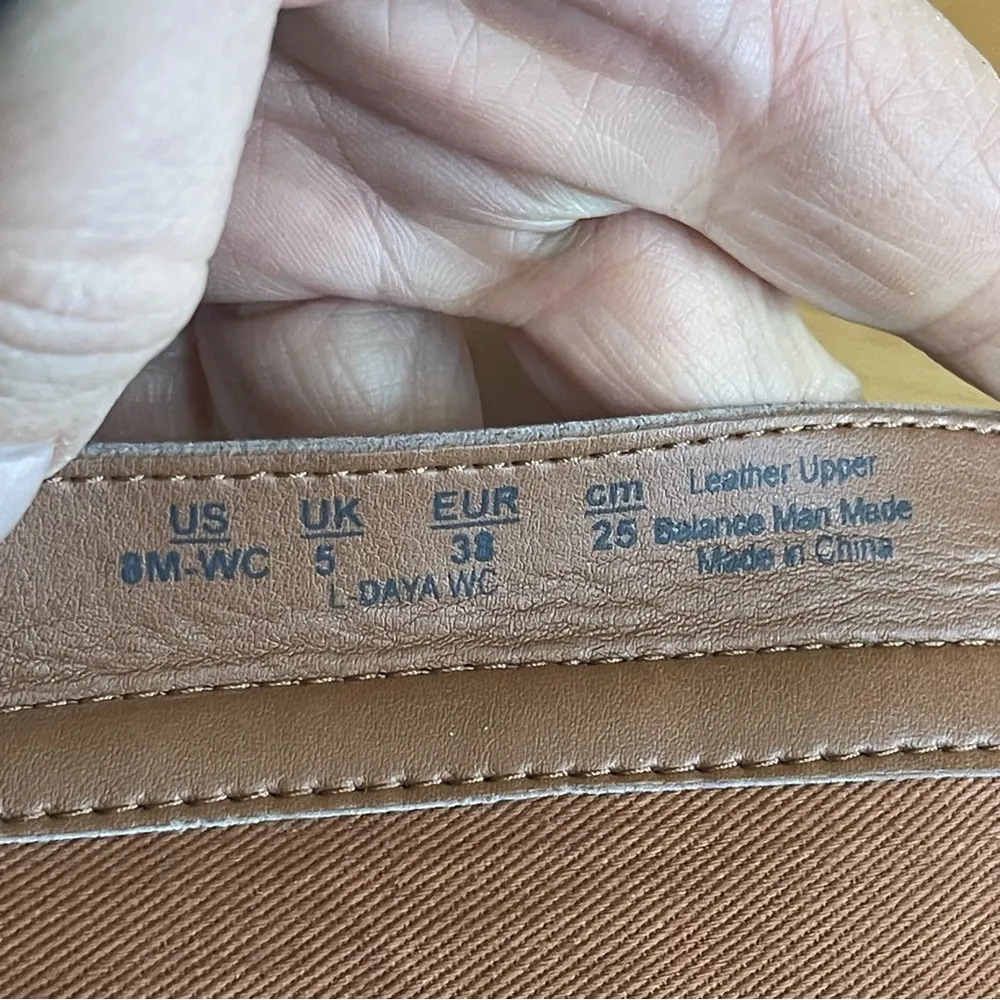 US UK EUR cm Leather Upper
8M-WC 5 38 25 Balance Man Made
L-DAYA WC Made in China